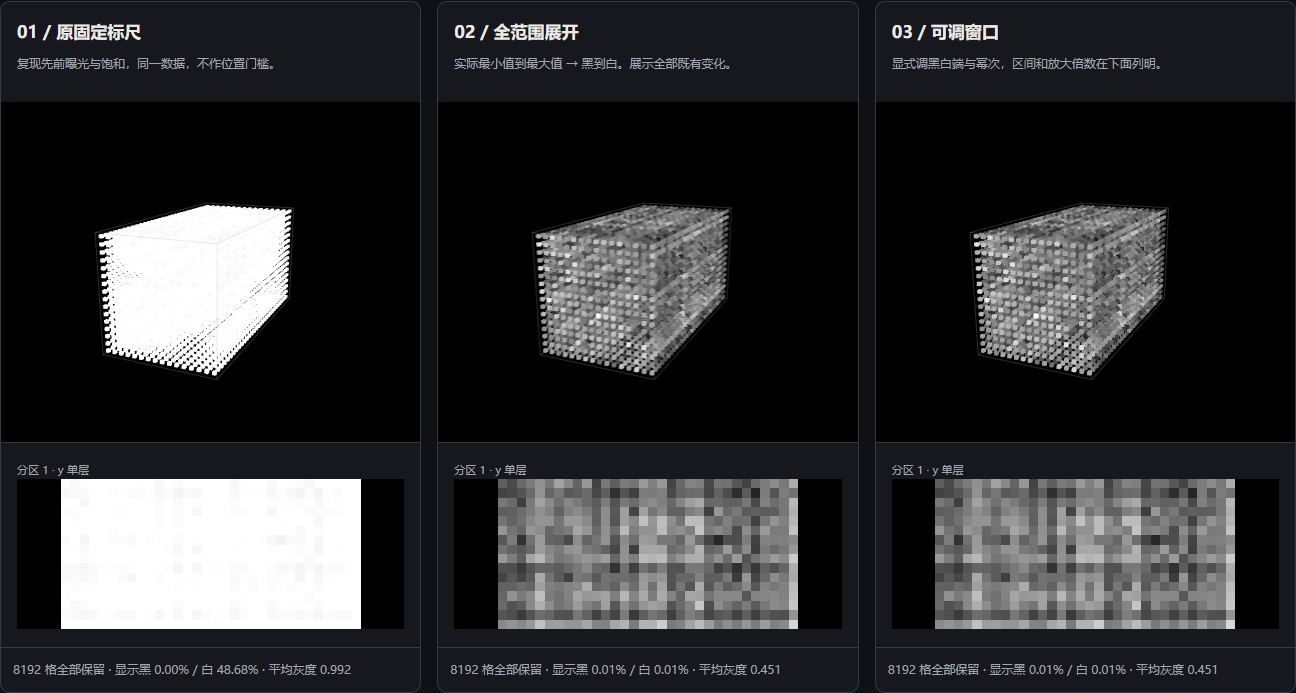 01 / 原固定标尺
复现先前曝光与饱和，同一数据，不作位置门槛。
分区 1 · y 单层
8192 格全部保留 · 显示黑 0.00% / 白 48.68% · 平均灰度 0.992
02 / 全范围展开
实际最小值到最大值 → 黑到白。展示全部既有变化。
分区 1 · y 单层
8192 格全部保留 · 显示黑 0.01% / 白 0.01% · 平均灰度 0.451
03 / 可调窗口
显式调黑白端与幂次，区间和放大倍数在下面列明。
分区 1 · y 单层
8192 格全部保留 · 显示黑 0.01% / 白 0.01% · 平均灰度 0.451